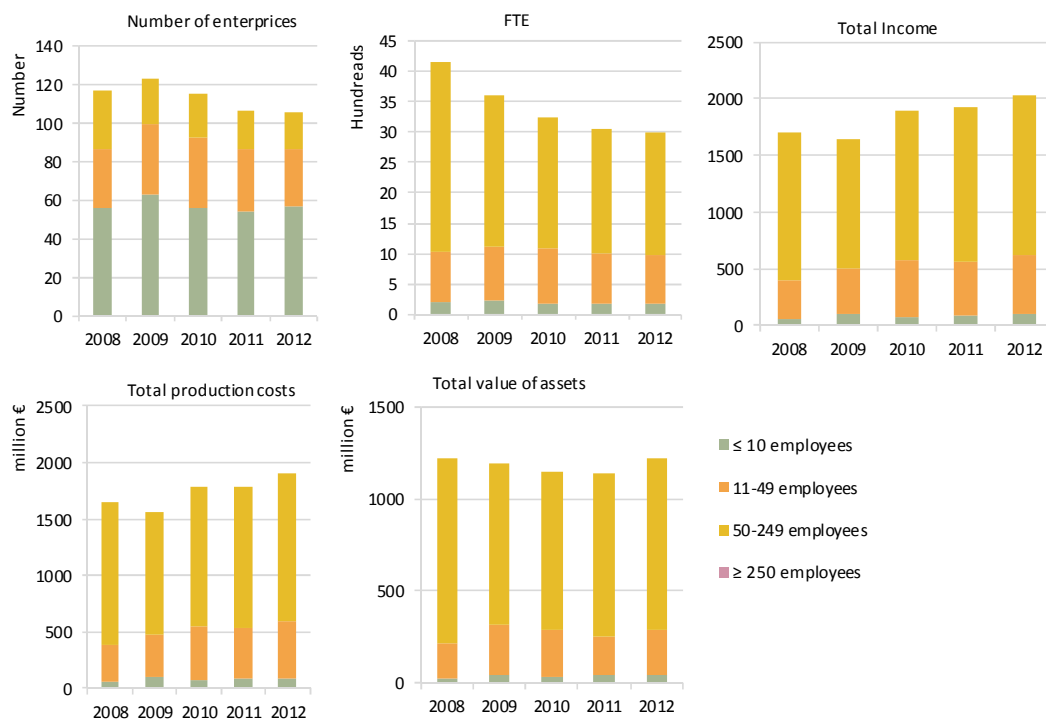 Number of enterprices
Number
140
120
100
80
60
40
20
0
2008 2009 2010 2011 2012
FTE
Hundreads
45
40
35
30
25
20
15
10
5
0
2008 2009 2010 2011 2012
Total Income
2500
2000
1500
1000
500
0
2008 2009 2010 2011 2012
Total production costs
million €
2500
2000
1500
1000
500
0
2008 2009 2010 2011 2012
Total value of assets
million €
1500
1000
500
0
2008 2009 2010 2011 2012
≤ 10 employees
11-49 employees
50-249 employees
≥ 250 employees